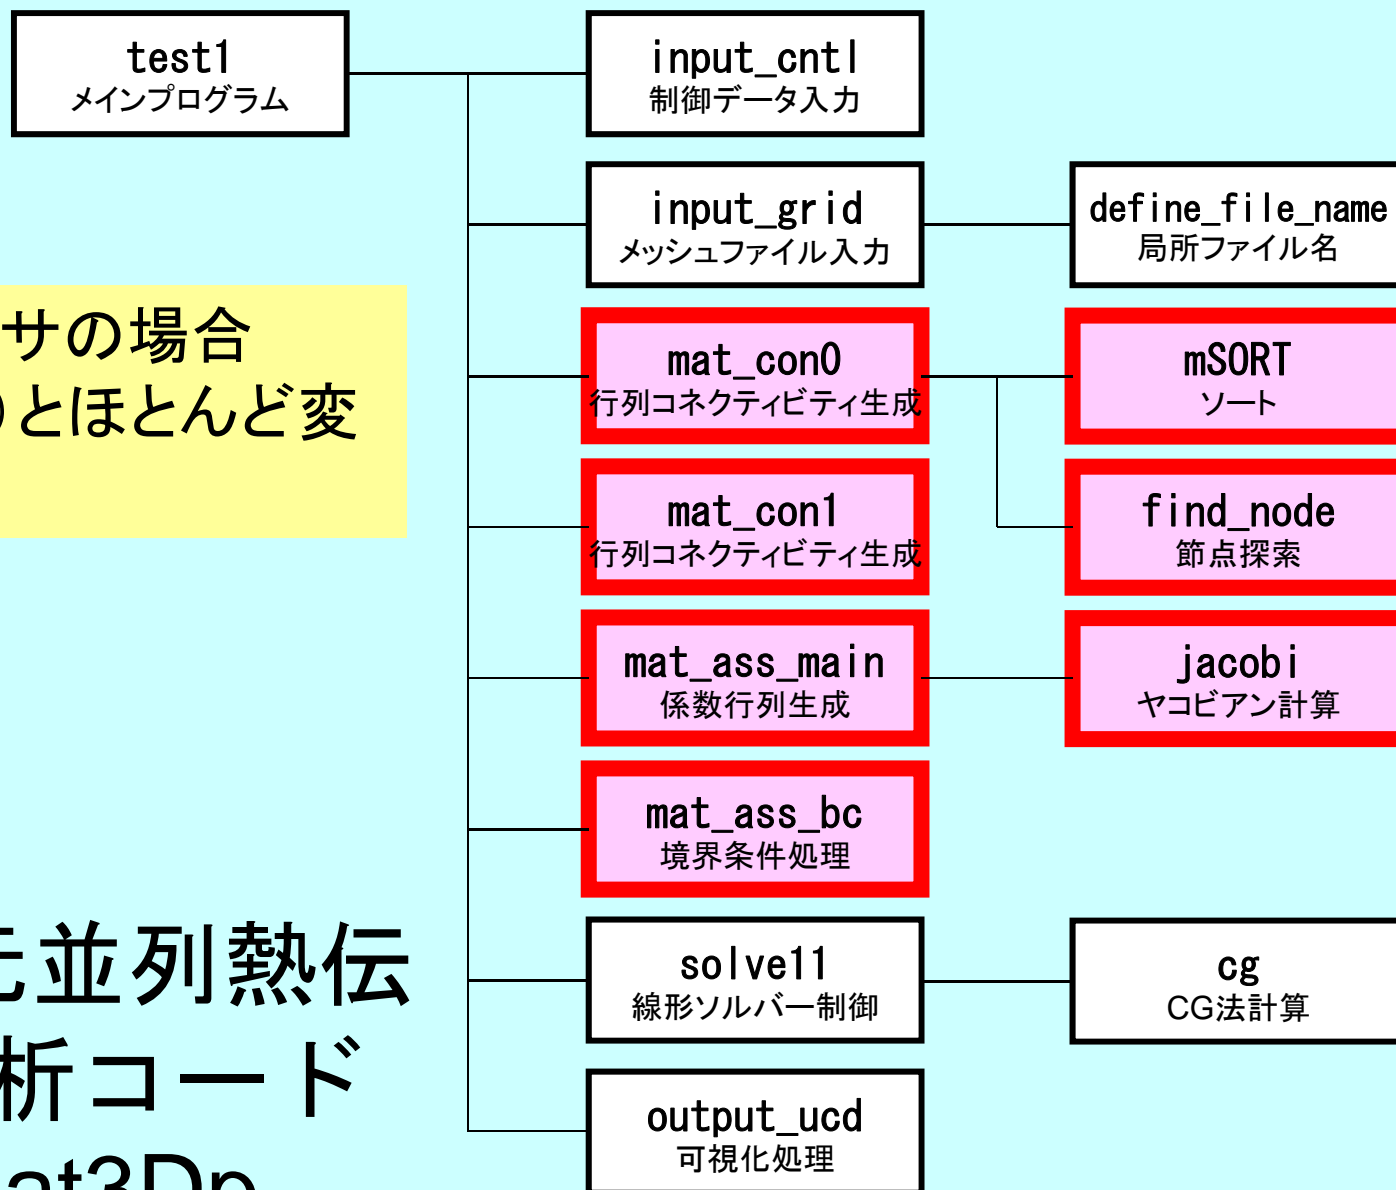 test1
メインプログラム
input_cntl
制御データ入力
input_grid
メッシュファイル入力
define_file_name
局所ファイル名
サの場合
とほとんど変
mat_con0
行列コネクティビティ生成
mSORT
ソート
mat_con1
行列コネクティビティ生成
find_node
節点探索
mat_ass_main
係数行列生成
jacobi
ヤコビアン計算
mat_ass_bc
境界条件処理
元並列熱伝
析コード
at3Dp
solve11
線形ソルバー制御
cg
CG法計算
output_ucd
可視化処理